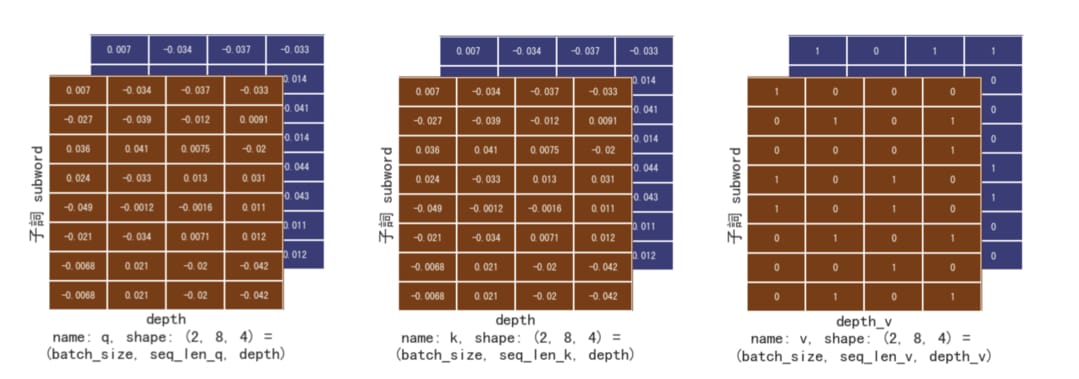 0.007 -0.034 -0.037 -0.033
0.014
0.041
0.014
0.044
0.043
0.011
0.012
0.007 -0.034 -0.037 -0.033
-0.027 -0.039 -0.012 0.0091
0.036 0.041 0.0075 -0.02
0.024 -0.033 0.013 0.031
-0.049 -0.0012 -0.0016 0.011
-0.021 -0.034 0.0071 0.012
-0.0068 0.021 -0.02 -0.042
-0.0068 0.021 -0.02 -0.042
子詞 subword
depth
name: q, shape: (2, 8, 4) =
(batch_size, seq_len_q, depth)
0.007 -0.034 -0.037 -0.033
0.014
0.041
0.014
0.044
0.043
0.011
0.012
0.007 -0.034 -0.037 -0.033
-0.027 -0.039 -0.012 0.0091
0.036 0.041 0.0075 -0.02
0.024 -0.033 0.013 0.031
-0.049 -0.0012 -0.0016 0.011
-0.021 -0.034 0.0071 0.012
-0.0068 0.021 -0.02 -0.042
-0.0068 0.021 -0.02 -0.042
子詞 subword
depth
name: k, shape: (2, 8, 4) =
(batch_size, seq_len_k, depth)
1 0 1 1
0
0
0
1
1
0
0
1 0 0 0
0 1 0 1
0 0 0 1
1 0 1 0
1 0 1 0
0 1 0 1
0 0 1 0
0 1 0 1
子詞 subword
depth_v
name: v, shape: (2, 8, 4) =
(batch_size, seq_len_v, depth_v)